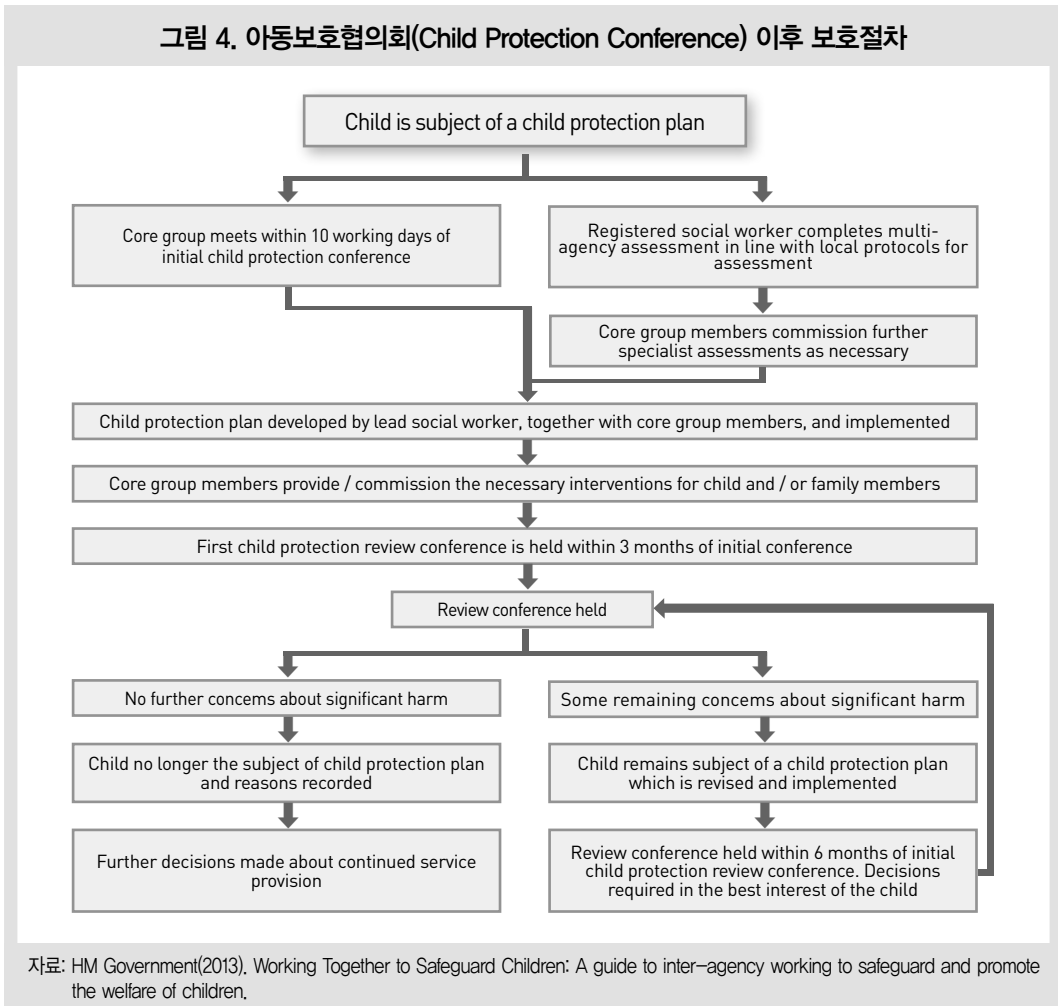 그림 4. 아동보호협의회(Child Protection Conference) 이후 보호절차
Child is subject of a child protection plan
Core group meets within 10 working days of
initial child protection conference
Registered social worker completes multi-
agency assessment in line with local protocols for
assessment
Core group members commission further
specialist assessments as necessary
Child protection plan developed by lead social worker, together with core group members, and implemented
Core group members provide / commission the necessary interventions for child and / or family members
First child protection review conference is held within 3 months of initial conference
Review conference held
No further concerns about significant harm
Child no longer the subject of child protection plan
and reasons recorded
Further decisions made about continued service
provision
Some remaining concerns about significant harm
Child remains subject of a child protection plan
which is revised and implemented
Review conference held within 6 months of initial
child protection review conference. Decisions
required in the best interest of the child
자료: HM Government(2013). Working Together to Safeguard Children: A guide to inter-agency working to safeguard and promote
the welfare of children.